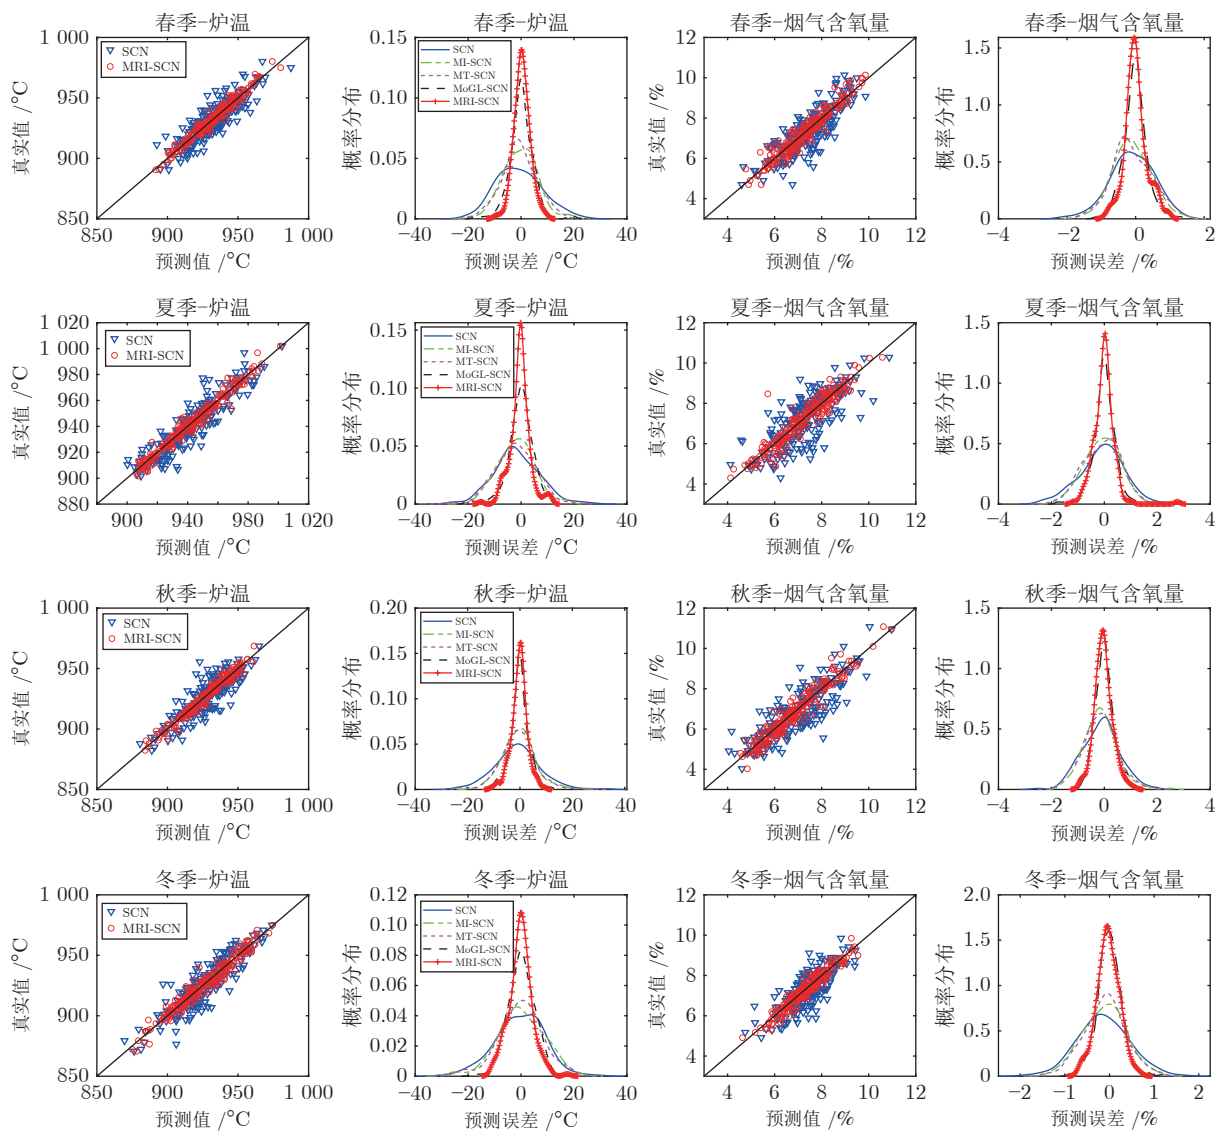 春季–炉温
1 000
950
900
850
真实值 /°C
SCN
MRI-SCN
850
900
950
1 000
预测值 /°C
春季–炉温
0.15
0.10
0.05
0
概率分布
SCN
MI-SCN
MT-SCN
MoGL-SCN
MRI-SCN
−40
−20
0
20
40
预测误差 /°C
春季–烟气含氧量
12
10
8
6
4
真实值 /%
4
6
8
10
12
预测值 /%
春季–烟气含氧量
1.5
1.0
0.5
0
概率分布
−4
−2
0
2
预测误差 /%
夏季–炉温
1 020
1 000
980
960
940
920
900
880
真实值 /°C
SCN
MRI-SCN
900
940
980
1 020
预测值 /°C
夏季–炉温
0.15
0.10
0.05
0
概率分布
SCN
MI-SCN
MT-SCN
MoGL-SCN
MRI-SCN
−40
−20
0
20
40
预测误差 /°C
夏季–烟气含氧量
12
10
8
6
4
真实值 /%
4
6
8
10
12
预测值 /%
夏季–烟气含氧量
1.5
1.0
0.5
0
概率分布
−4
−2
0
2
4
预测误差 /%
秋季–炉温
1 000
950
900
850
真实值 /°C
SCN
MRI-SCN
850
900
950
1 000
预测值 /°C
秋季–炉温
0.20
0.15
0.10
0.05
0
概率分布
SCN
MI-SCN
MT-SCN
MoGL-SCN
MRI-SCN
−40
−20
0
20
40
预测误差 /°C
秋季–烟气含氧量
12
10
8
6
4
真实值 /%
4
6
8
10
12
预测值 /%
秋季–烟气含氧量
1.5
1.0
0.5
0
概率分布
−4
−2
0
2
4
预测误差 /%
冬季–炉温
1 000
950
900
850
真实值 /°C
SCN
MRI-SCN
850
900
950
1 000
预测值 /°C
冬季–炉温
0.12
0.10
0.08
0.06
0.04
0.02
0
概率分布
SCN
MI-SCN
MT-SCN
MoGL-SCN
MRI-SCN
−40
−20
0
20
40
预测误差 /°C
冬季–烟气含氧量
12
10
8
6
4
真实值 /%
4
6
8
10
12
预测值 /%
冬季–烟气含氧量
2.0
1.5
1.0
0.5
0
概率分布
−2
−1
0
1
2
预测误差 /%